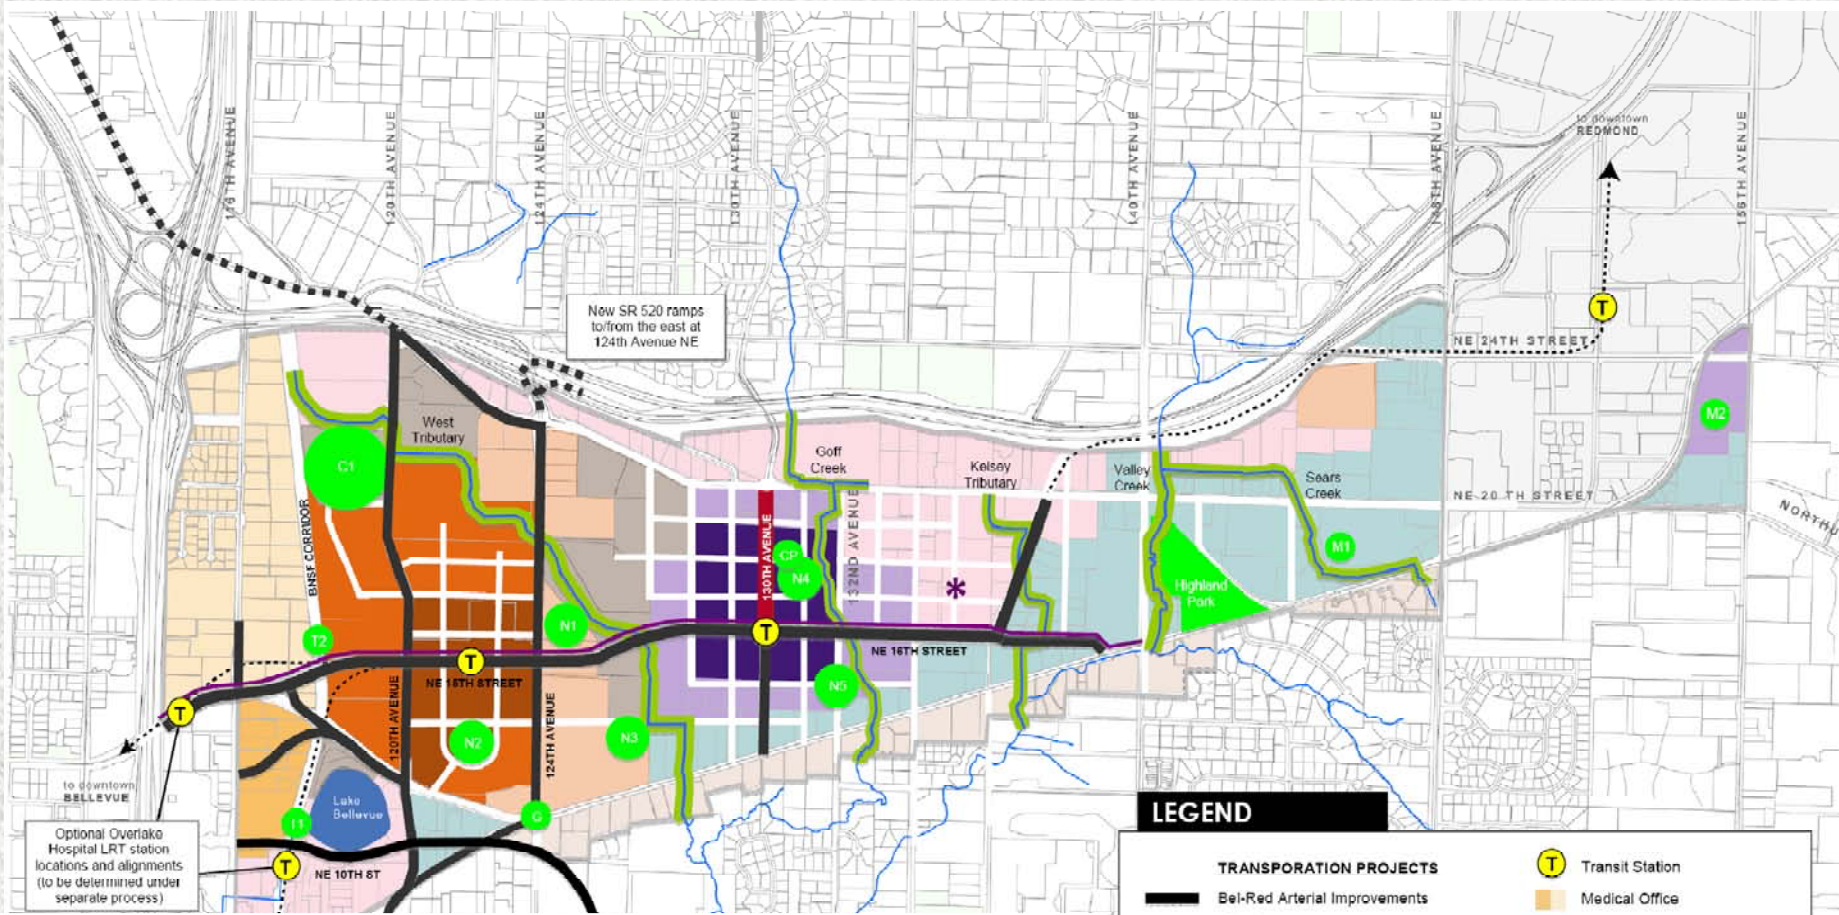 to downtown
REDMOND
116TH AVENUE
120TH AVENUE
124TH AVENUE
130TH AVENUE
140TH AVENUE
148TH AVENUE
156TH AVENUE
New SR 520 ramps
to/from the east at
124th Avenue NE
T
NE 24TH STREET
M2
West
Tributary
C1
Goff
Creek
Kelsey
Tributary
Valley
Creek
Sears
Creek
NE 20 TH STREET
BNSF CORRIDOR
130TH AVENUE
132ND AVENUE
CP
N4
M1
Highland
Park
T2
N1
T
T
NE 16TH STREET
NE 15TH STREET
T
N5
120TH AVENUE
124TH AVENUE
N2
N3
to downtown
BELLEVUE
Lake
Bellevue
G
Optional Overlake
Hospital LRT station
locations and alignments
(to be determined under
separate process)
T
NE 10TH ST
LEGEND
TRANSPORATION PROJECTS
T Transit Station
Bel-Red Arterial Improvements
Medical Office